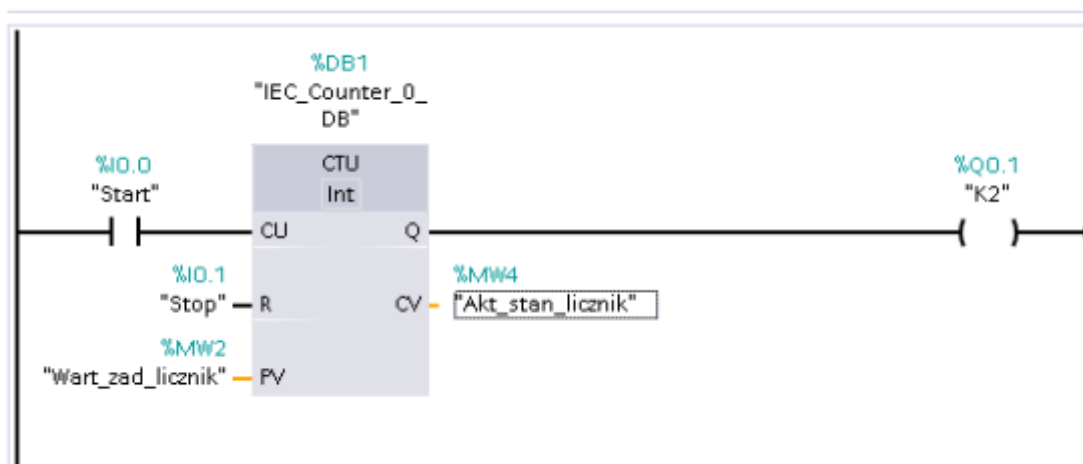 %DB1
"IEC_Counter_0_
DB"
%I0.0
"Start"
CTU
Int
%Q0.1
"K2"
CU
Q
%I0.1
"Stop"
R
CV
%MW4
"Akt_stan_licznik"
%MW2
"Wart_zad_licznik"
PV